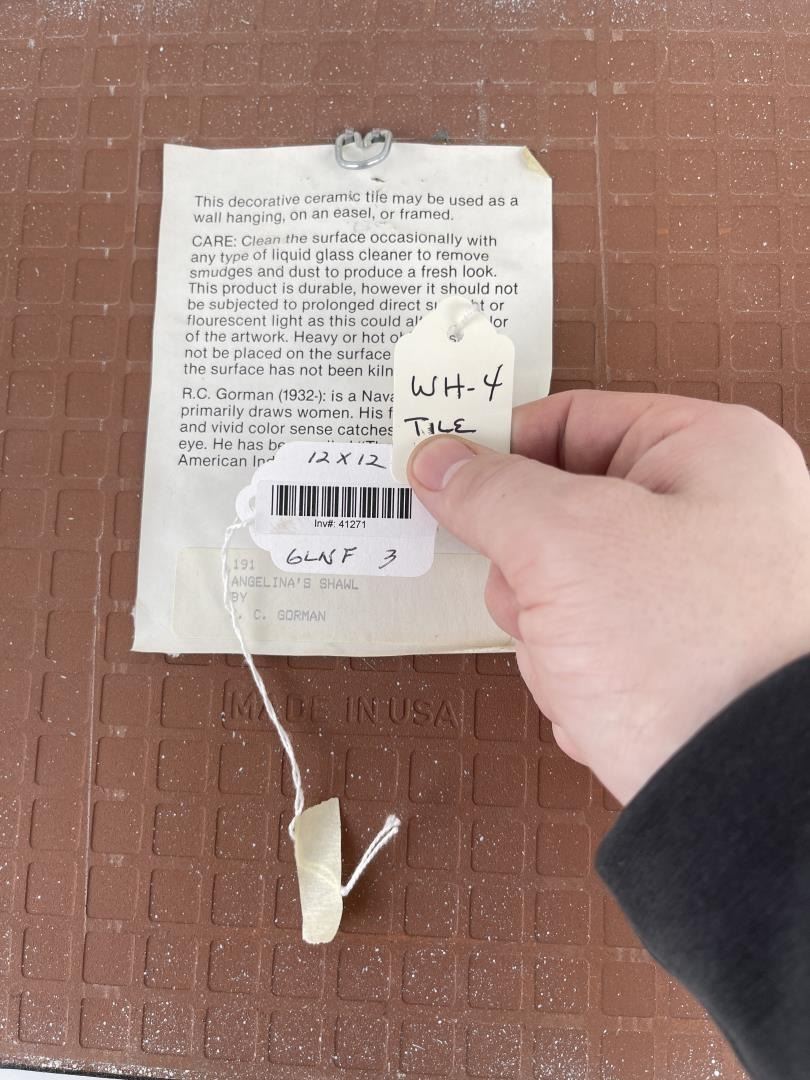 This decorative ceramic tile may be used as a
wall hanging, on an easel, or framed.
CARE: Clean the surface occasionally with
any type of liquid glass cleaner to remove
smudges and dust to produce a fresh look.
This product is durable, however it should not
be subjected to prolonged direct or
flourescent light as this could
of the artwork. Heavy or hot
not be placed on the surface
the surface has not been
R.C. Gorman (1932-): is a
primarily draws women. His
and vivid color sense catches
eye. He has
American
WH-4
TILE
12 X 12
Inv#: 41271
GLNF 3
191
ANGELINA'S SHAWL
BY
. C. GORMAN
MADE IN USA